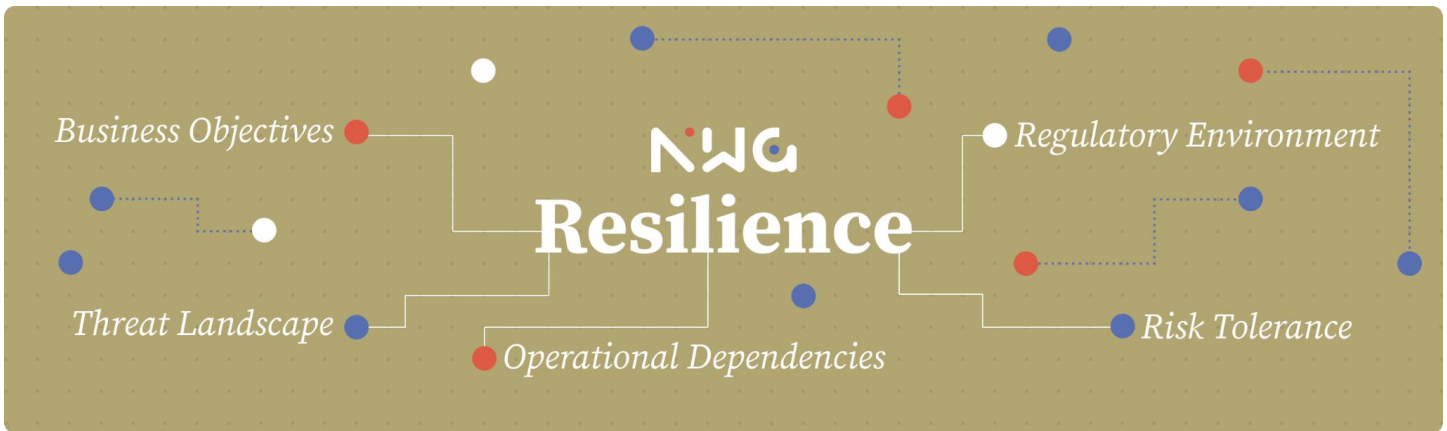 Business Objectives
NWG
Regulatory Environment
Resilience
Threat Landscape
Operational Dependencies
Risk Tolerance